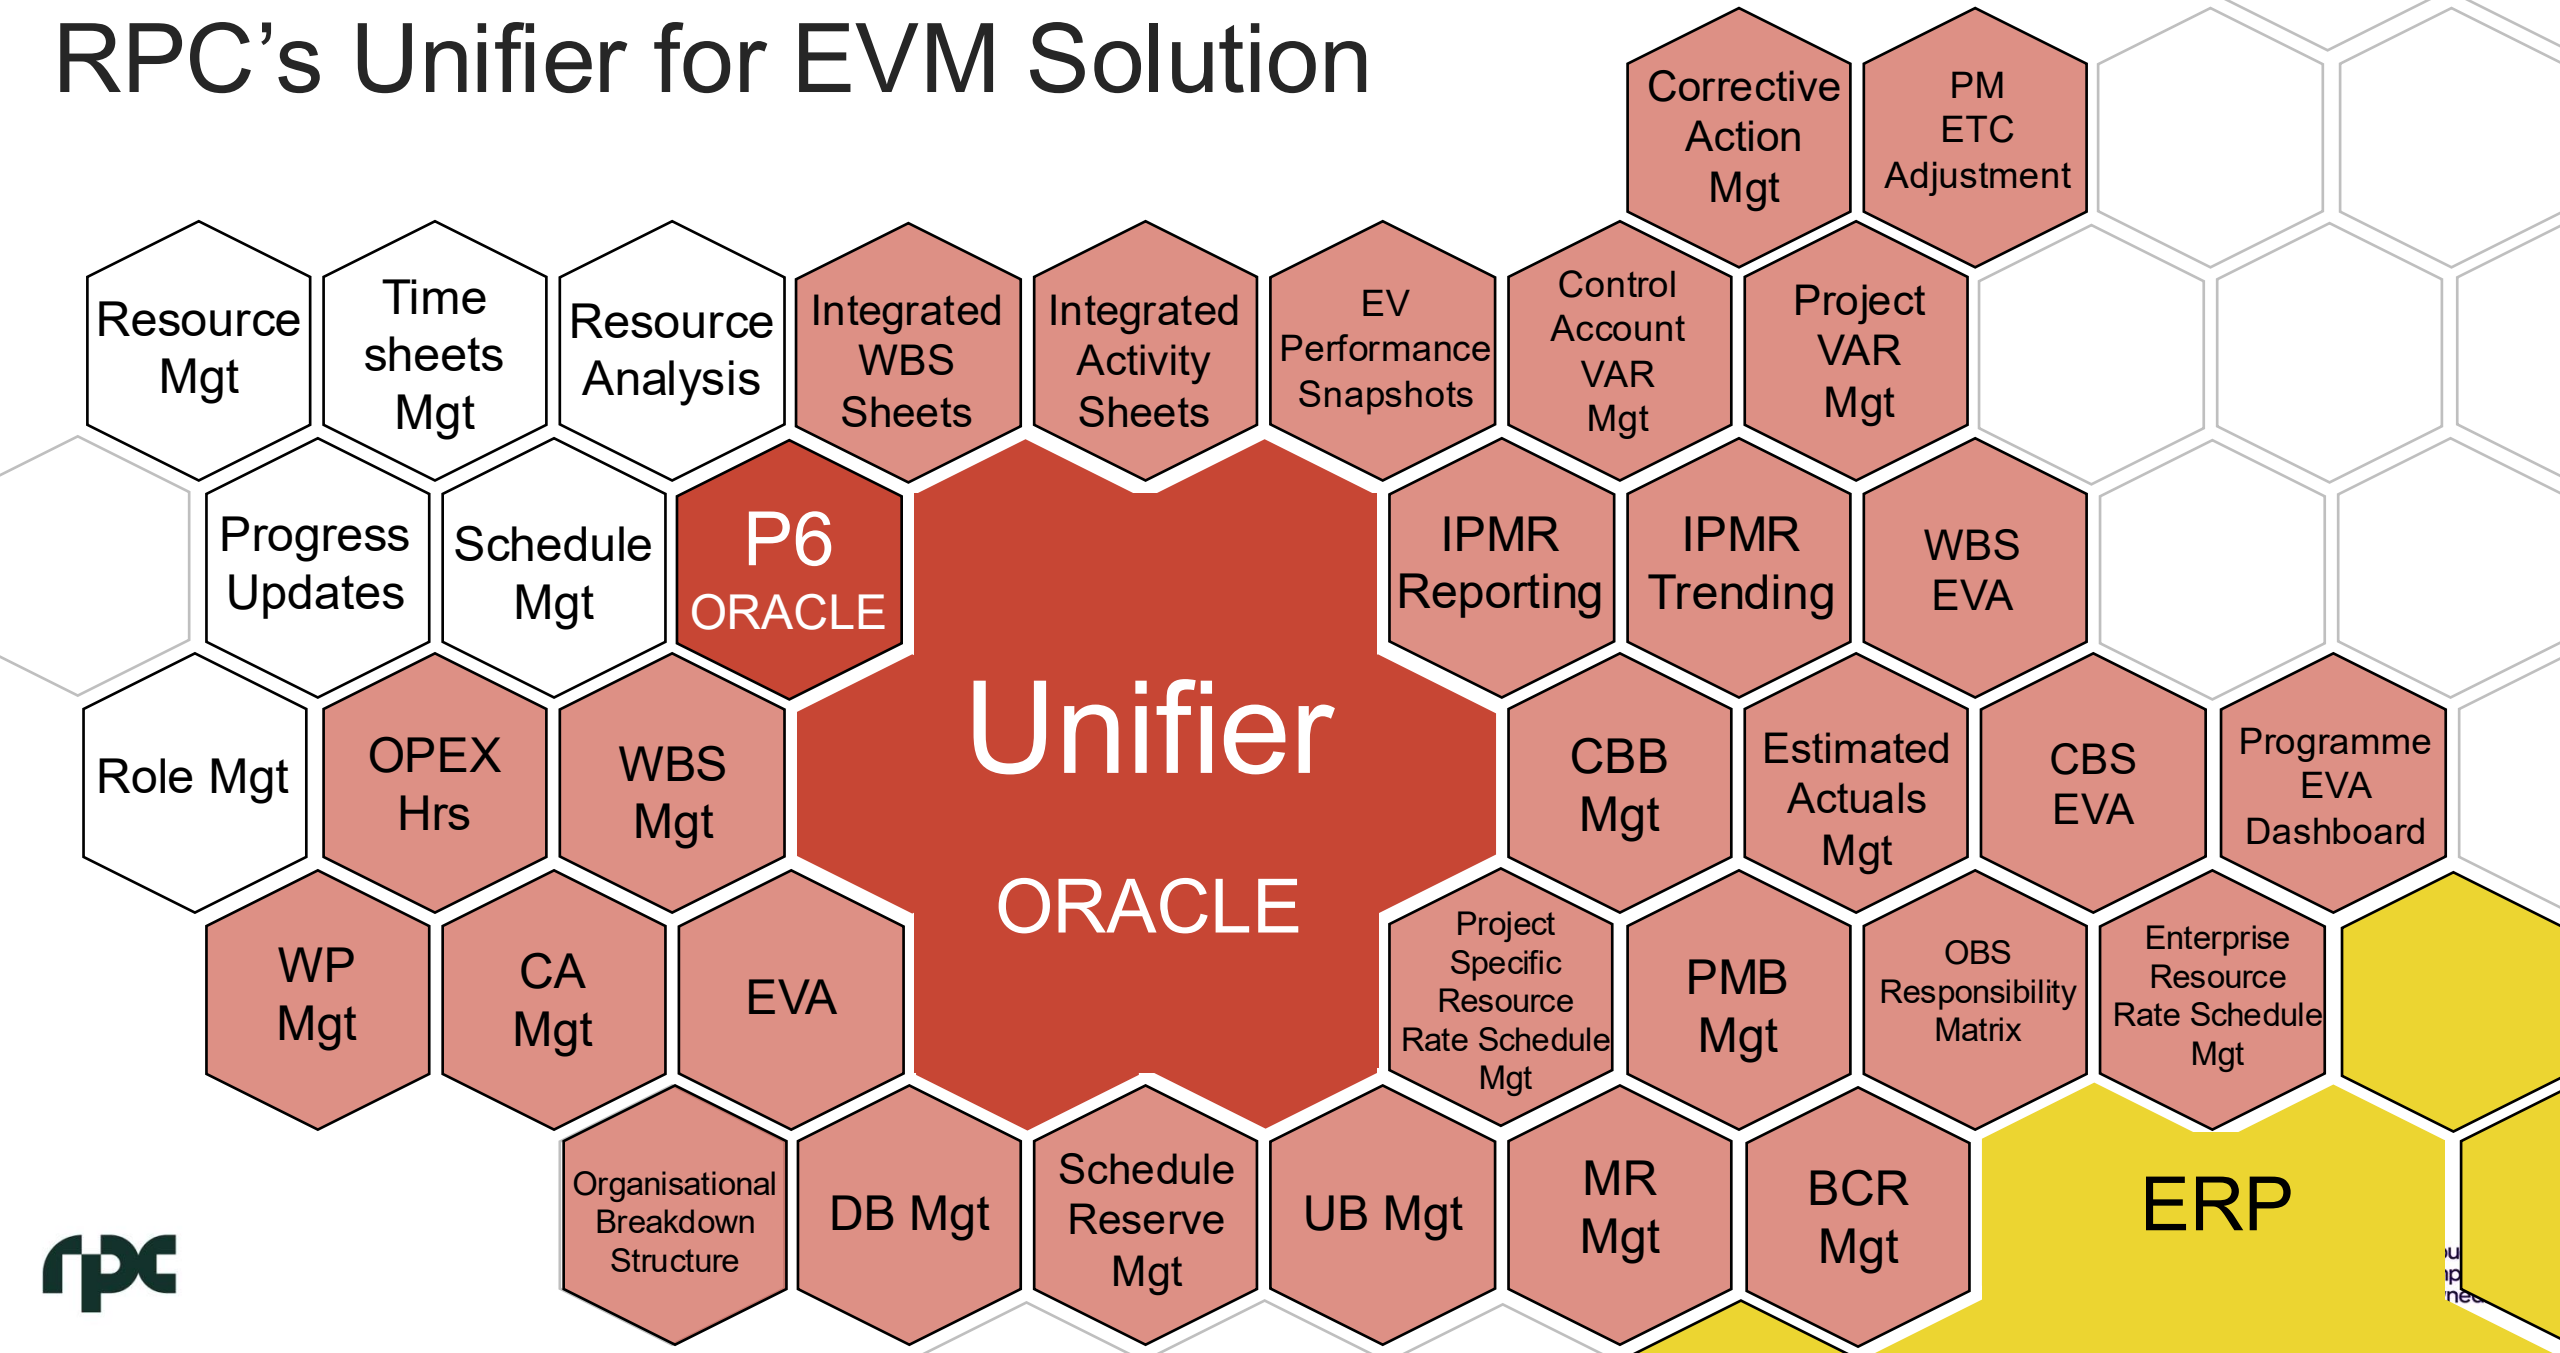 RPC's Unifier for EVM Solution
Corrective
Action
Mgt
PM
ETC
Adjustment
Resource
Mgt
Time
sheets
Mgt
Resource
Analysis
Integrated
WBS
Sheets
Integrated
Activity
Sheets
EV
Performance
Snapshots
Control
Account
VAR
Mgt
Project
VAR
Mgt
Progress
Updates
Schedule
Mgt
P6
ORACLE
IPMR
Reporting
IPMR
Trending
WBS
EVA
Role Mgt
OPEX
Hrs
WBS
Mgt
Unifier
ORACLE
CBB
Mgt
Estimated
Actuals
Mgt
CBS
EVA
Programme
EVA
Dashboard
WP
Mgt
CA
Mgt
EVA
Project
Specific
Resource
Rate Schedule
Mgt
PMB
Mgt
OBS
Responsibility
Matrix
Enterprise
Resource
Rate Schedule
Mgt
Organisational
Breakdown
Structure
DB Mgt
Schedule
Reserve
Mgt
UB Mgt
MR
Mgt
BCR
Mgt
ERP
rpc